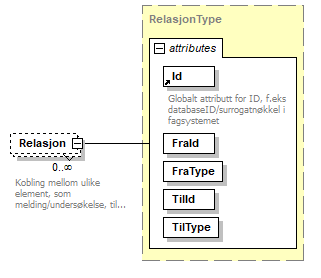 RelasjonType
attributes
Id
Globalt attributt for ID, f.eks
databaseID/surrogatnøkkel i
fagsystemet
Relasjon
0..∞
Kobling mellom ulike
element, som
melding/undersøkelse, til...
FraId
FraType
TilId
TilType